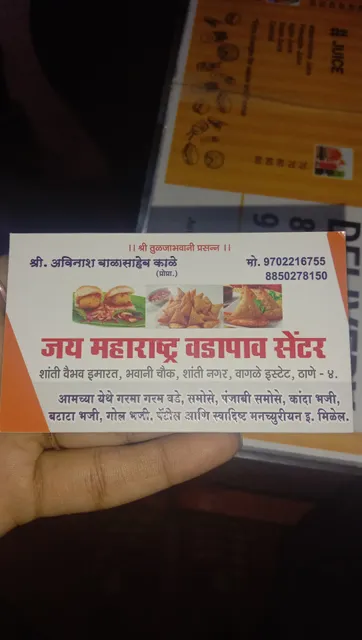 ।। श्री तुळजाभवानी प्रसन्न ।।
श्री. अविनाश बाळासाहेब काळे
(प्रोप्रा.)
मो. 9702216755
8850278150
जय महाराष्ट्र वडापाव सेंटर
शांती वैभव इमारत, भवानी चौक, शांती नगर, वागळे इस्टेट, ठाणे - ४.
आमच्या येथे गरमा गरम वडे, समोसे, पंजाबी समोसे, कांदा भजी,
बटाटा भजी, गोल भजी. पॅटीस आणि स्वादिष्ट मनच्युरीयन इ. मिळेल.
JUICE